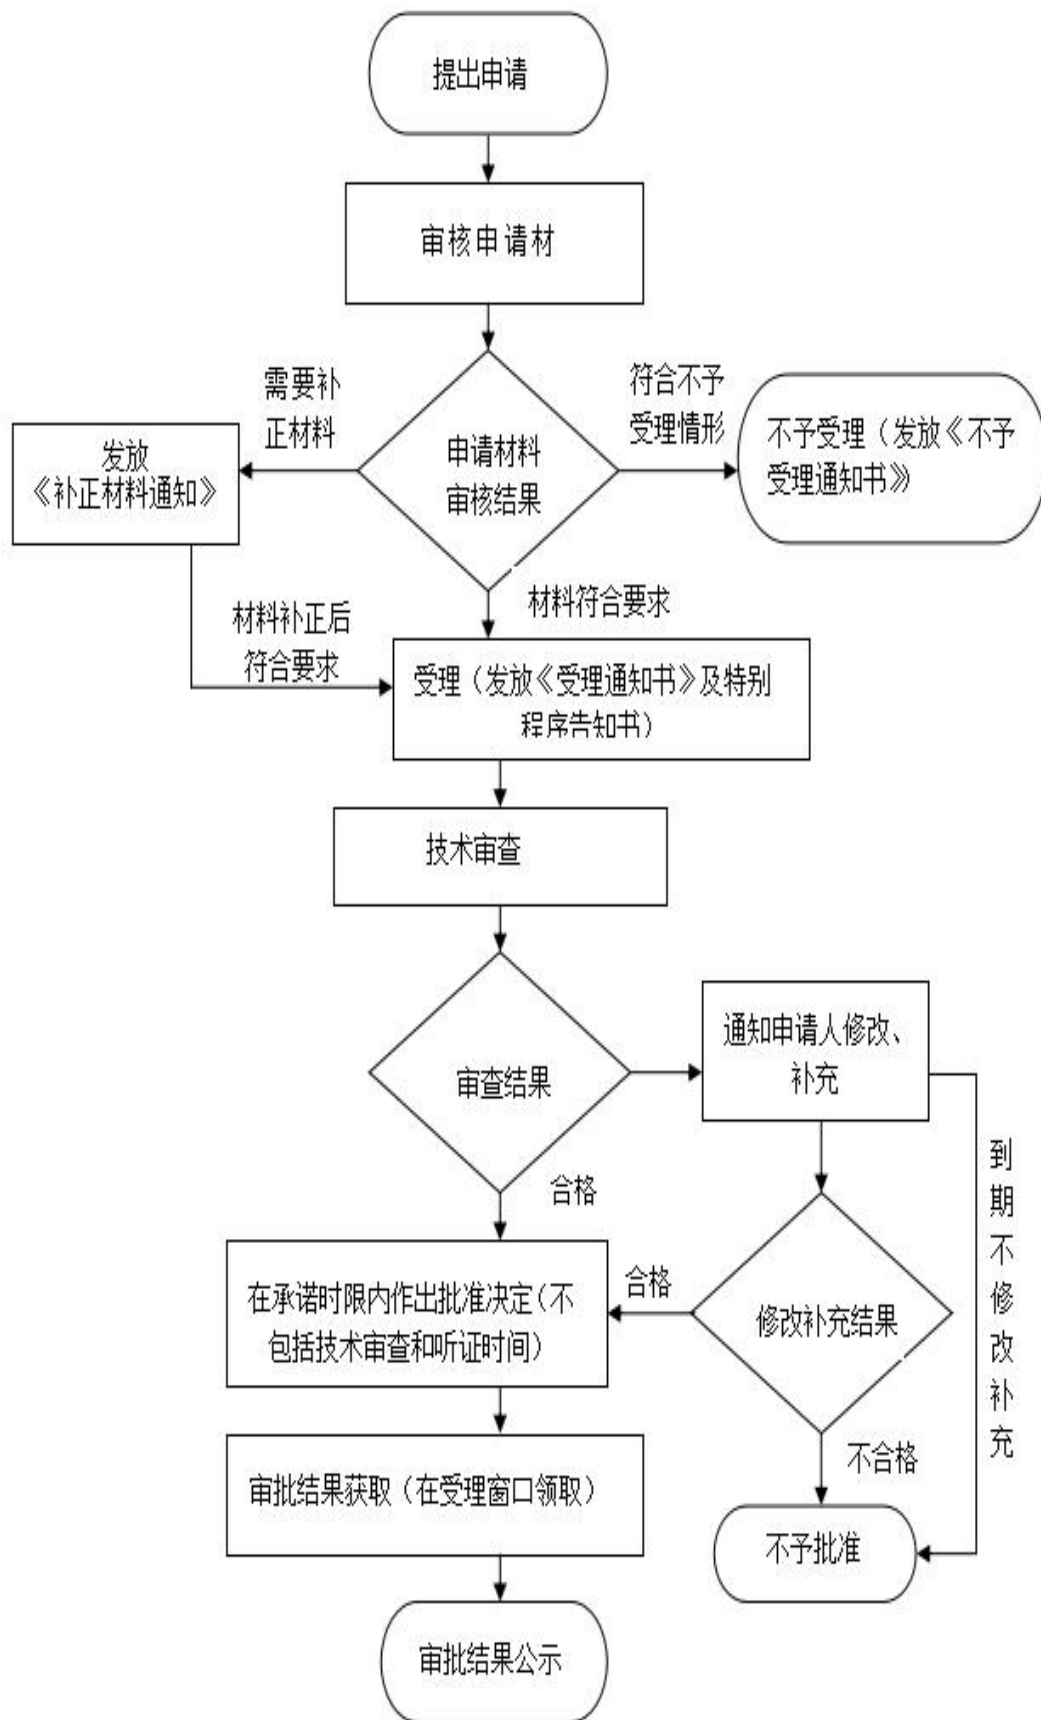 提出申请
审核申请材
需要补
正材料
符合不予
受理情形
发放
《补正材料通知》
申请材料
审核结果
不予受理（发放《不予
受理通知书》）
材料补正后
符合要求
材料符合要求
受理（发放《受理通知书》及特别
程序告知书）
技术审查
审查结果
通知申请人修改、
补充
合格
到期不修改补充
在承诺时限内作出批准决定（不
包括技术审查和听证时间）
合格
修改补充结果
不合格
审批结果获取（在受理窗口领取）
不予批准
审批结果公示